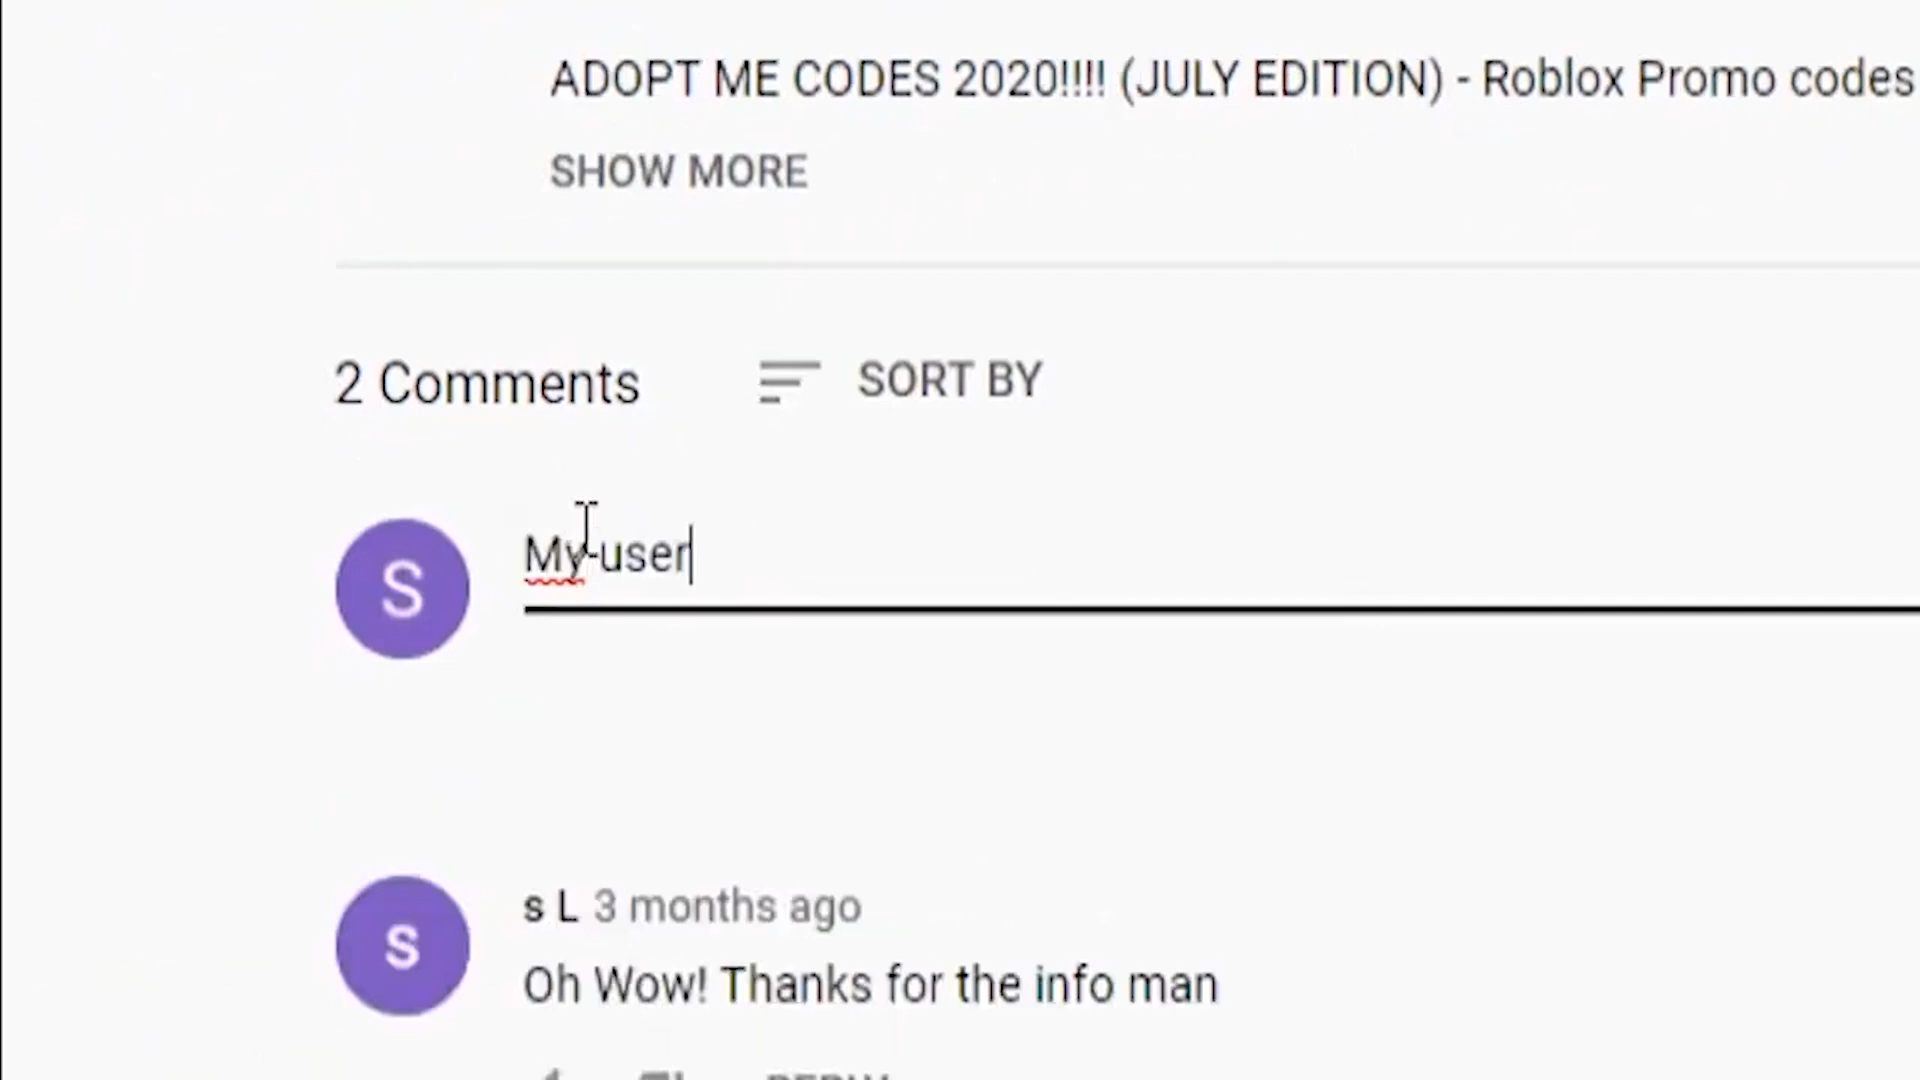 ADOPT ME CODES 2020!!!! (JULY EDITION) - Roblox Promo codes
SHOW MORE
2 Comments
SORT BY
S
My user
s
s L 3 months ago
Oh Wow! Thanks for the info man